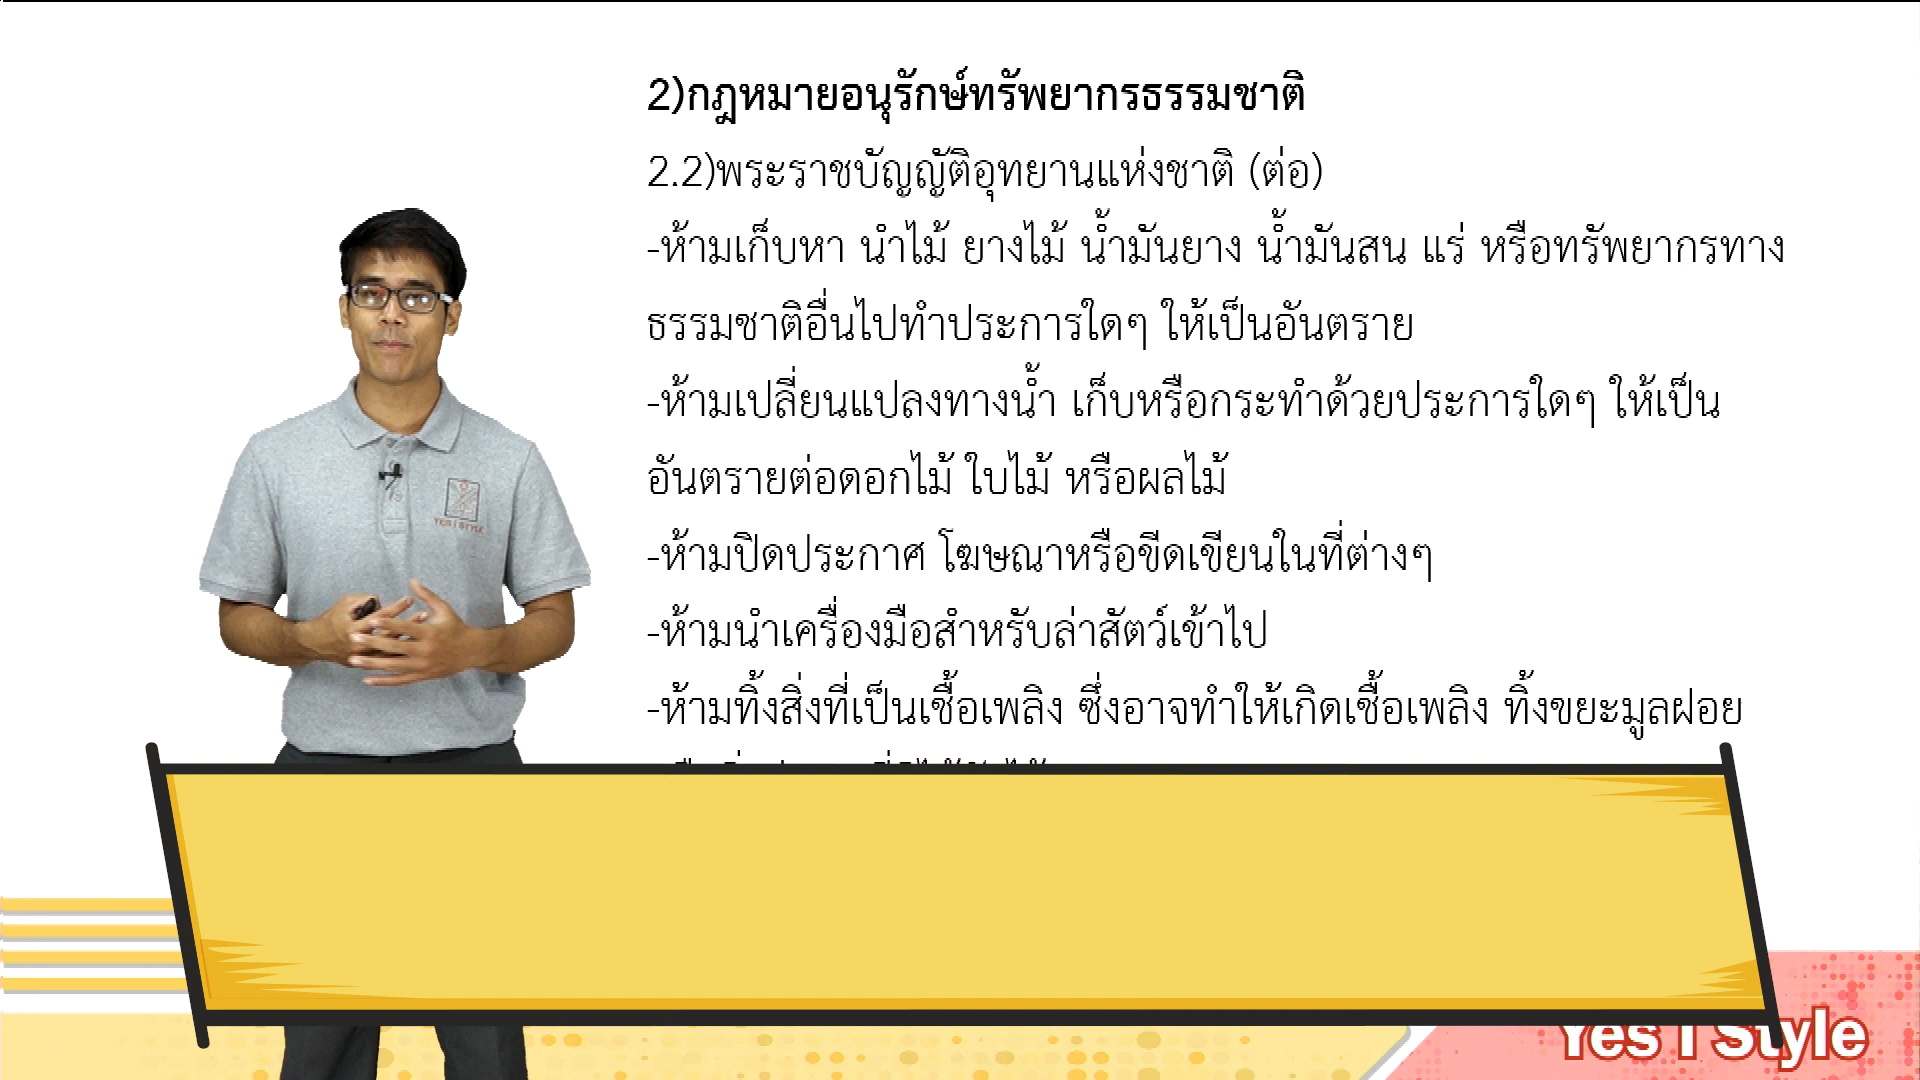 2)กฎหมายอนุรักษ์ทรัพยากรธรรมชาติ
2.2)พระราชบัญญัติอุทยานแห่งชาติ (ต่อ)
-ห้ามเก็บหา นำไม้ ยางไม้ น้ำมันยาง น้ำมันสน แร่ หรือทรัพยากรทาง
ธรรมชาติอื่นไปทำประการใดๆ ให้เป็นอันตราย
-ห้ามเปลี่ยนแปลงทางน้ำ เก็บหรือกระทำด้วยประการใดๆ ให้เป็น
อันตรายต่อดอกไม้ ใบไม้ หรือผลไม้
-ห้ามปิดประกาศ โฆษณาหรือขีดเขียนในที่ต่างๆ
-ห้ามนำเครื่องมือสำหรับล่าสัตว์เข้าไป
-ห้ามทิ้งสิ่งที่เป็นเชื้อเพลิง ซึ่งอาจทำให้เกิดเชื้อเพลิง ทิ้งขยะมูลฝอย
YES I STYLE
Yes I Style